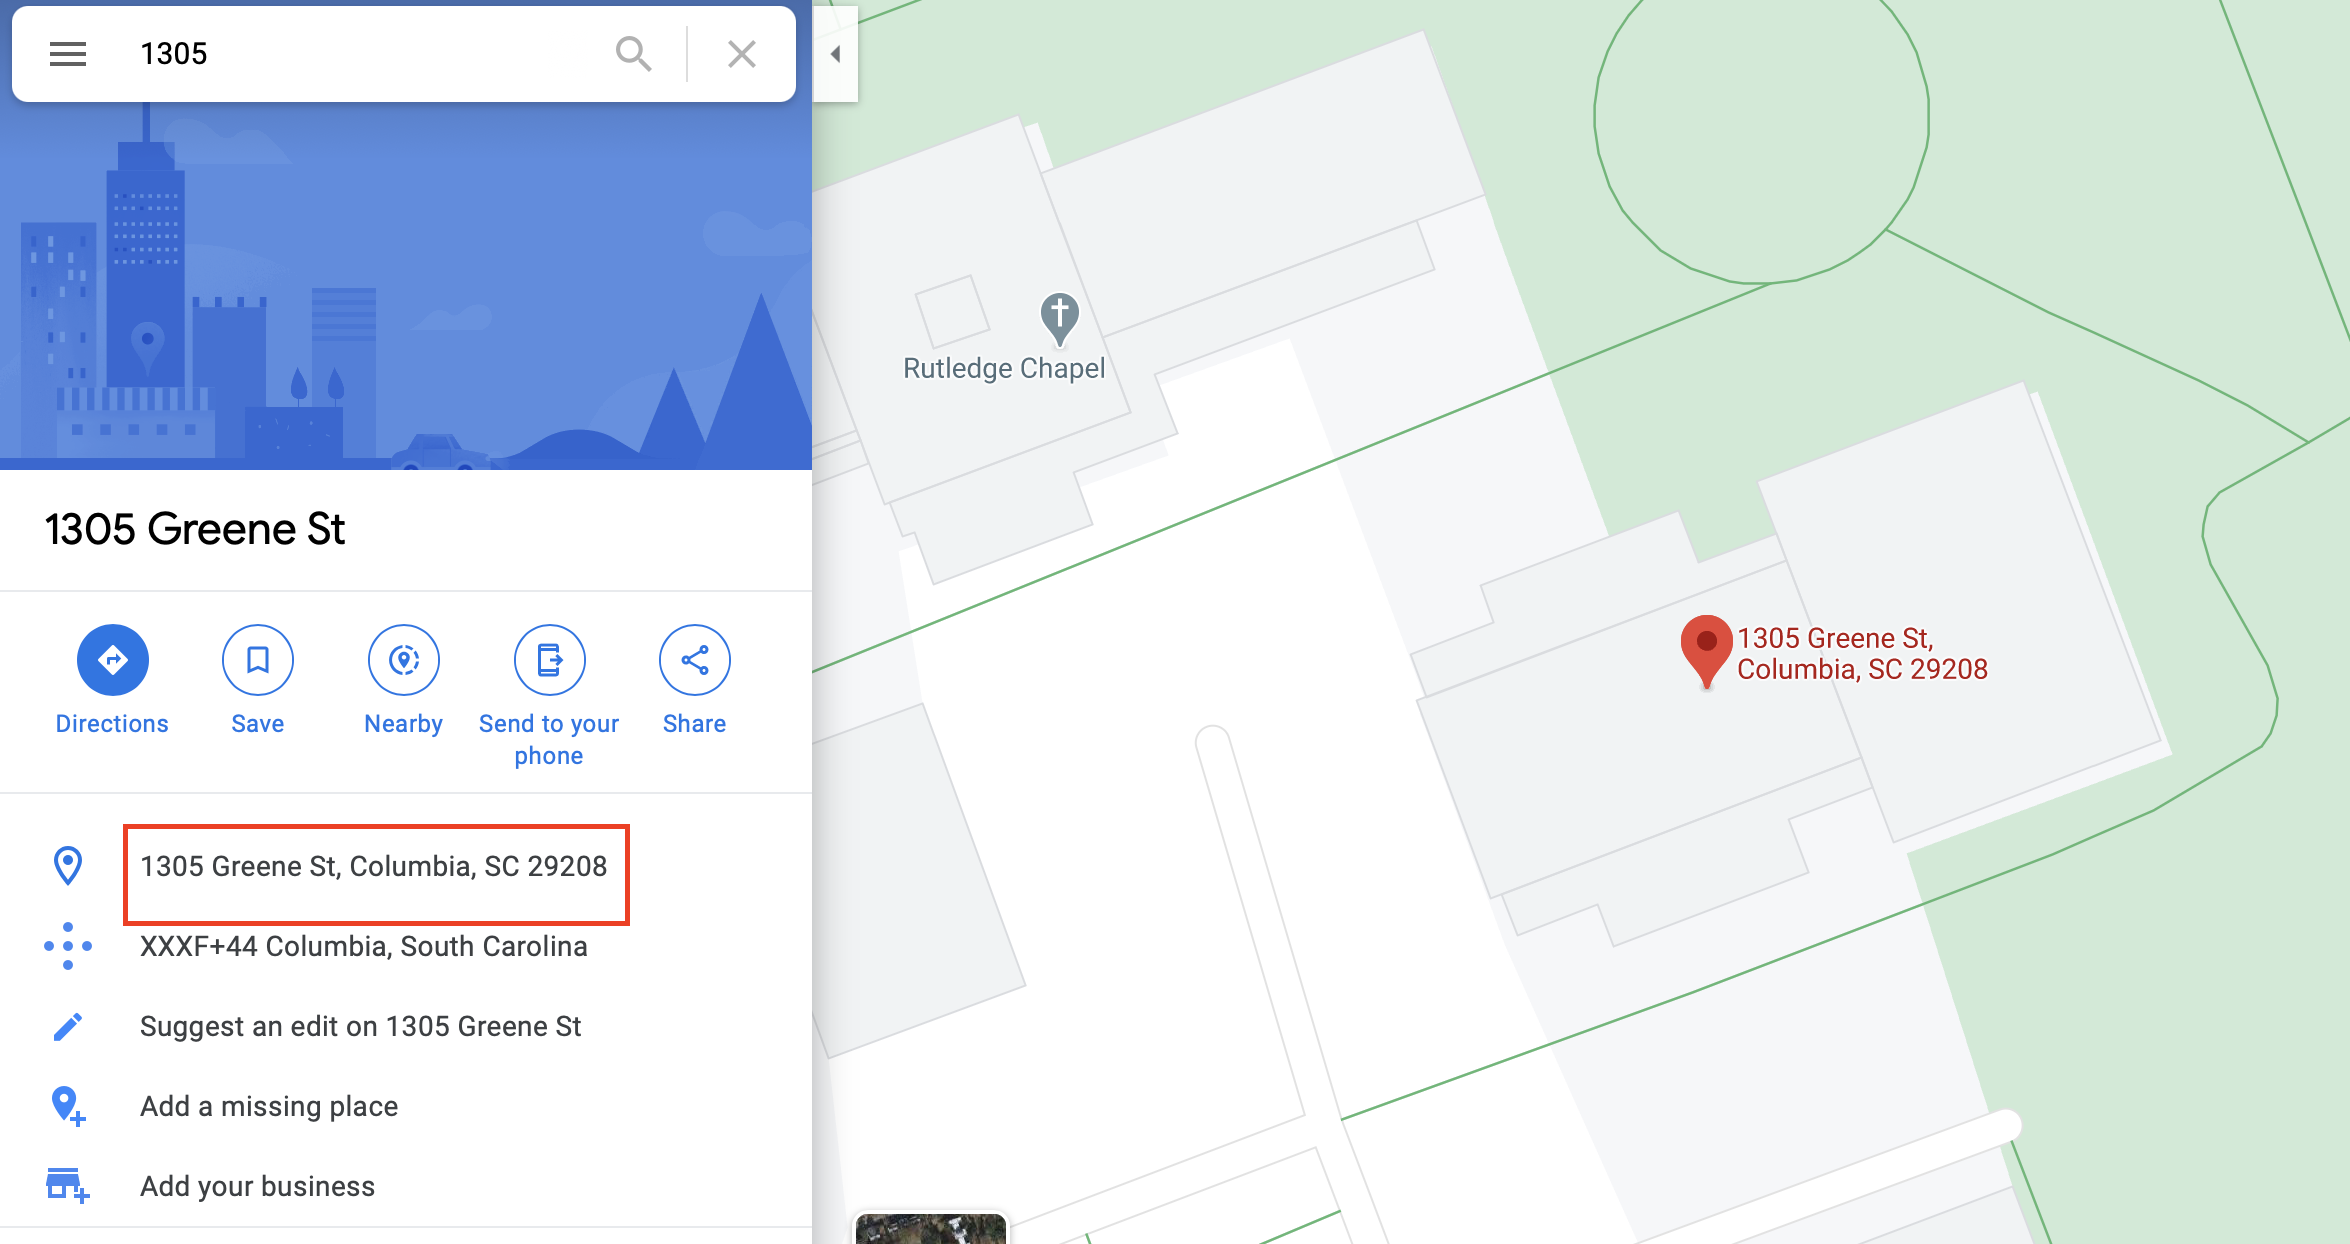 1305
1305 Greene St
Directions
Save
Nearby
Send to your
phone
Share
1305 Greene St, Columbia, SC 29208
XXXF+44 Columbia, South Carolina
Suggest an edit on 1305 Greene St
Add a missing place
Add your business
Rutledge Chapel
1305 Greene St,
Columbia, SC 29208